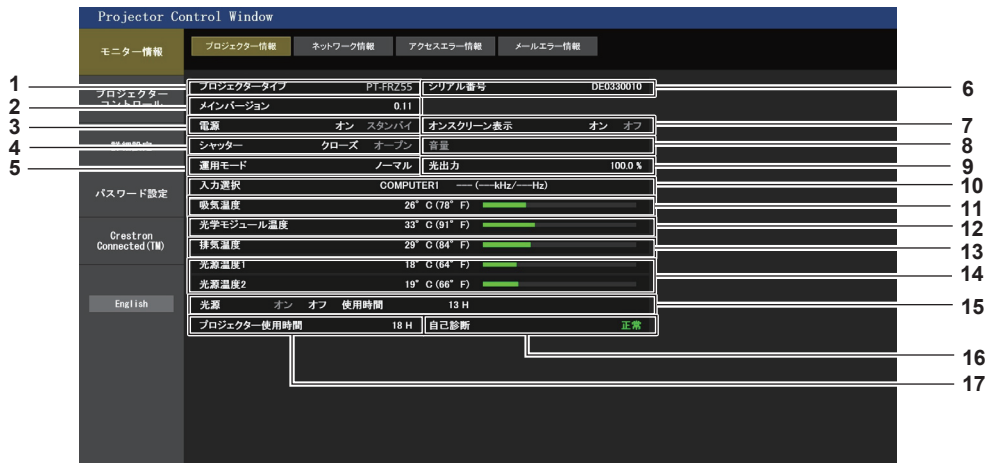 Projector Control Window
モニター情報
プロジェクター情報 ネットワーク情報 アクセスエラー情報 メールエラー情報
プロジェクター
コントロール
詳細設定
パスワード設定
Crestron
Connected(TM)
English
1 プロジェクタータイプ PT-FRZ55 シリアル番号 DE0330010 6
2 メインバージョン 0.11
3 電源 オン スタンバイ オンスクリーン表示 オン オフ 7
4 シャッター クローズ オープン 音量 8
5 運用モード ノーマル 光出力 100.0 % 9
入力選択 COMPUTER1 ---(---kHz/---Hz) 10
吸気温度 26° C(78° F) 11
光学モジュール温度 33° C(91° F) 12
排気温度 29° C(84° F) 13
光源温度1 18° C(64° F) 14
光源温度2 19° C(66° F)
光源 オン オフ 使用時間 13 H 15
プロジェクター使用時間 18 H 自己診断 正常
16
17